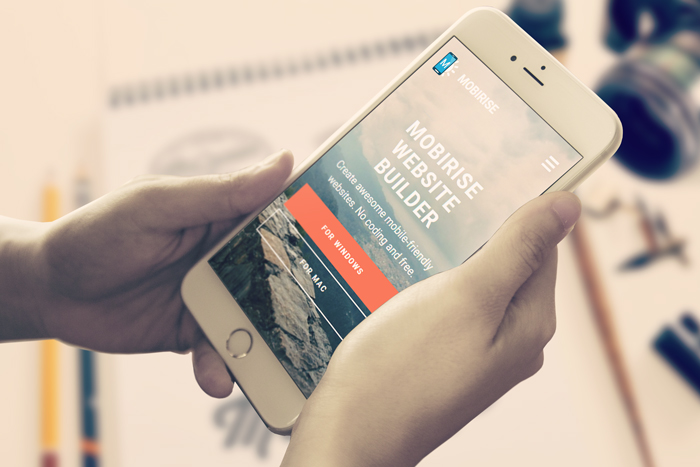 MOBIRISE
MOBIRISE
WEBSITE
BUILDER
Create awesome mobile-friendly
websites. No coding and free.
FOR WINDOWS
FOR MAC